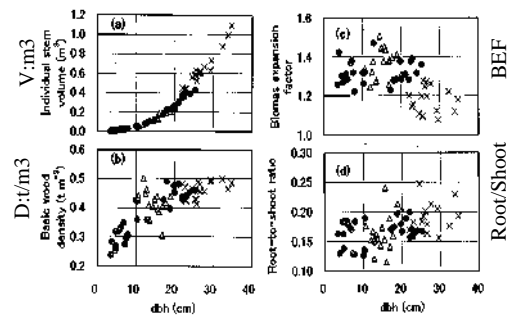 V:m3
Individual stem
volume (m³)
1.2
1.0
0.8
0.6
0.4
0.2
0.0
(a)
BEF
Biomas expansion
factor
1.6
1.4
1.2
1.0
(c)
D:t/m3
Basic wood
density (t m⁻³)
0.6
0.5
0.4
0.3
0.2
(b)
0 10 20 30 40
dbh (cm)
Root/Shoot
Root-to-shoot ratio
0.30
0.25
0.20
0.15
0.10
(d)
0 10 20 30 40
dbh (cm)